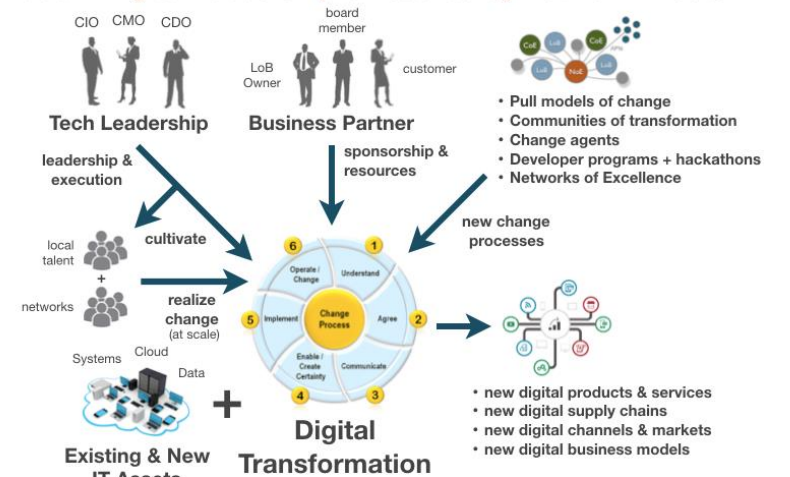 CIO CMO CDO
board
member
LoB
Owner
customer
CoE
LoB
CoE
LoB
NoE
LoB
Tech Leadership
Business Partner
• Pull models of change
• Communities of transformation
• Change agents
• Developer programs + hackathons
• Networks of Excellence
leadership &
execution
sponsorship &
resources
new change
processes
cultivate
local
talent
+
networks
realize
change
(at scale)
6
1
Operate /
Change
Understand
5
Implement
Change
Process
Agree
2
Enable /
Create
Certainty
Communicate
4
3
Systems
Cloud
Data
+
Existing & New
IT Assets
Digital
Transformation
• new digital products & services
• new digital supply chains
• new digital channels & markets
• new digital business models